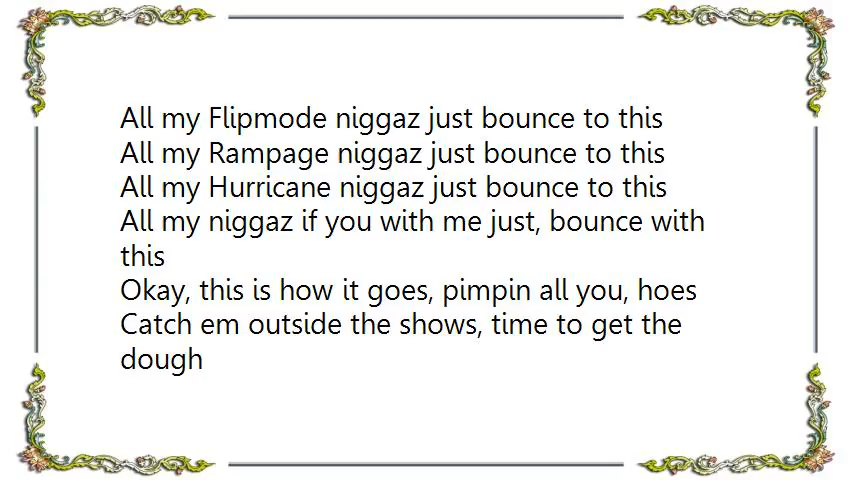 All my Flipmode niggaz just bounce to this
All my Rampage niggaz just bounce to this
All my Hurricane niggaz just bounce to this
All my niggaz if you with me just, bounce with
this
Okay, this is how it goes, pimpin all you, hoes
Catch em outside the shows, time to get the
dough